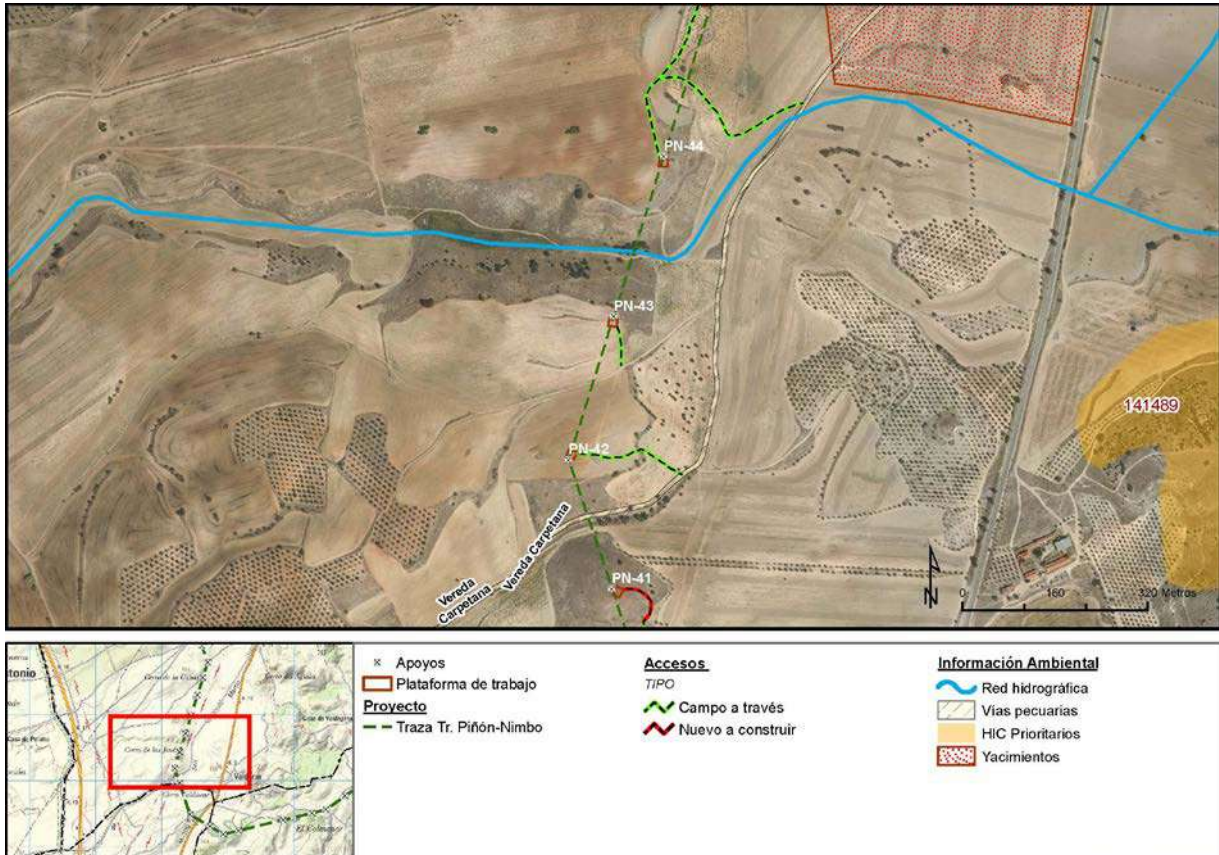 PN-44
PN-43
141489
PN-42
Vereda Carpetana
Vereda
Carpetana
PN-41
N
0 160 320 Metros
tonio
Apoyos
Plataforma de trabajo
Proyecto
Traza Tr. Piñón-Nimbo
Accesos
TIPO
Campo a través
Nuevo a construir
Información Ambiental
Red hidrográfica
Vías pecuarias
HIC Prioritarios
Yacimientos